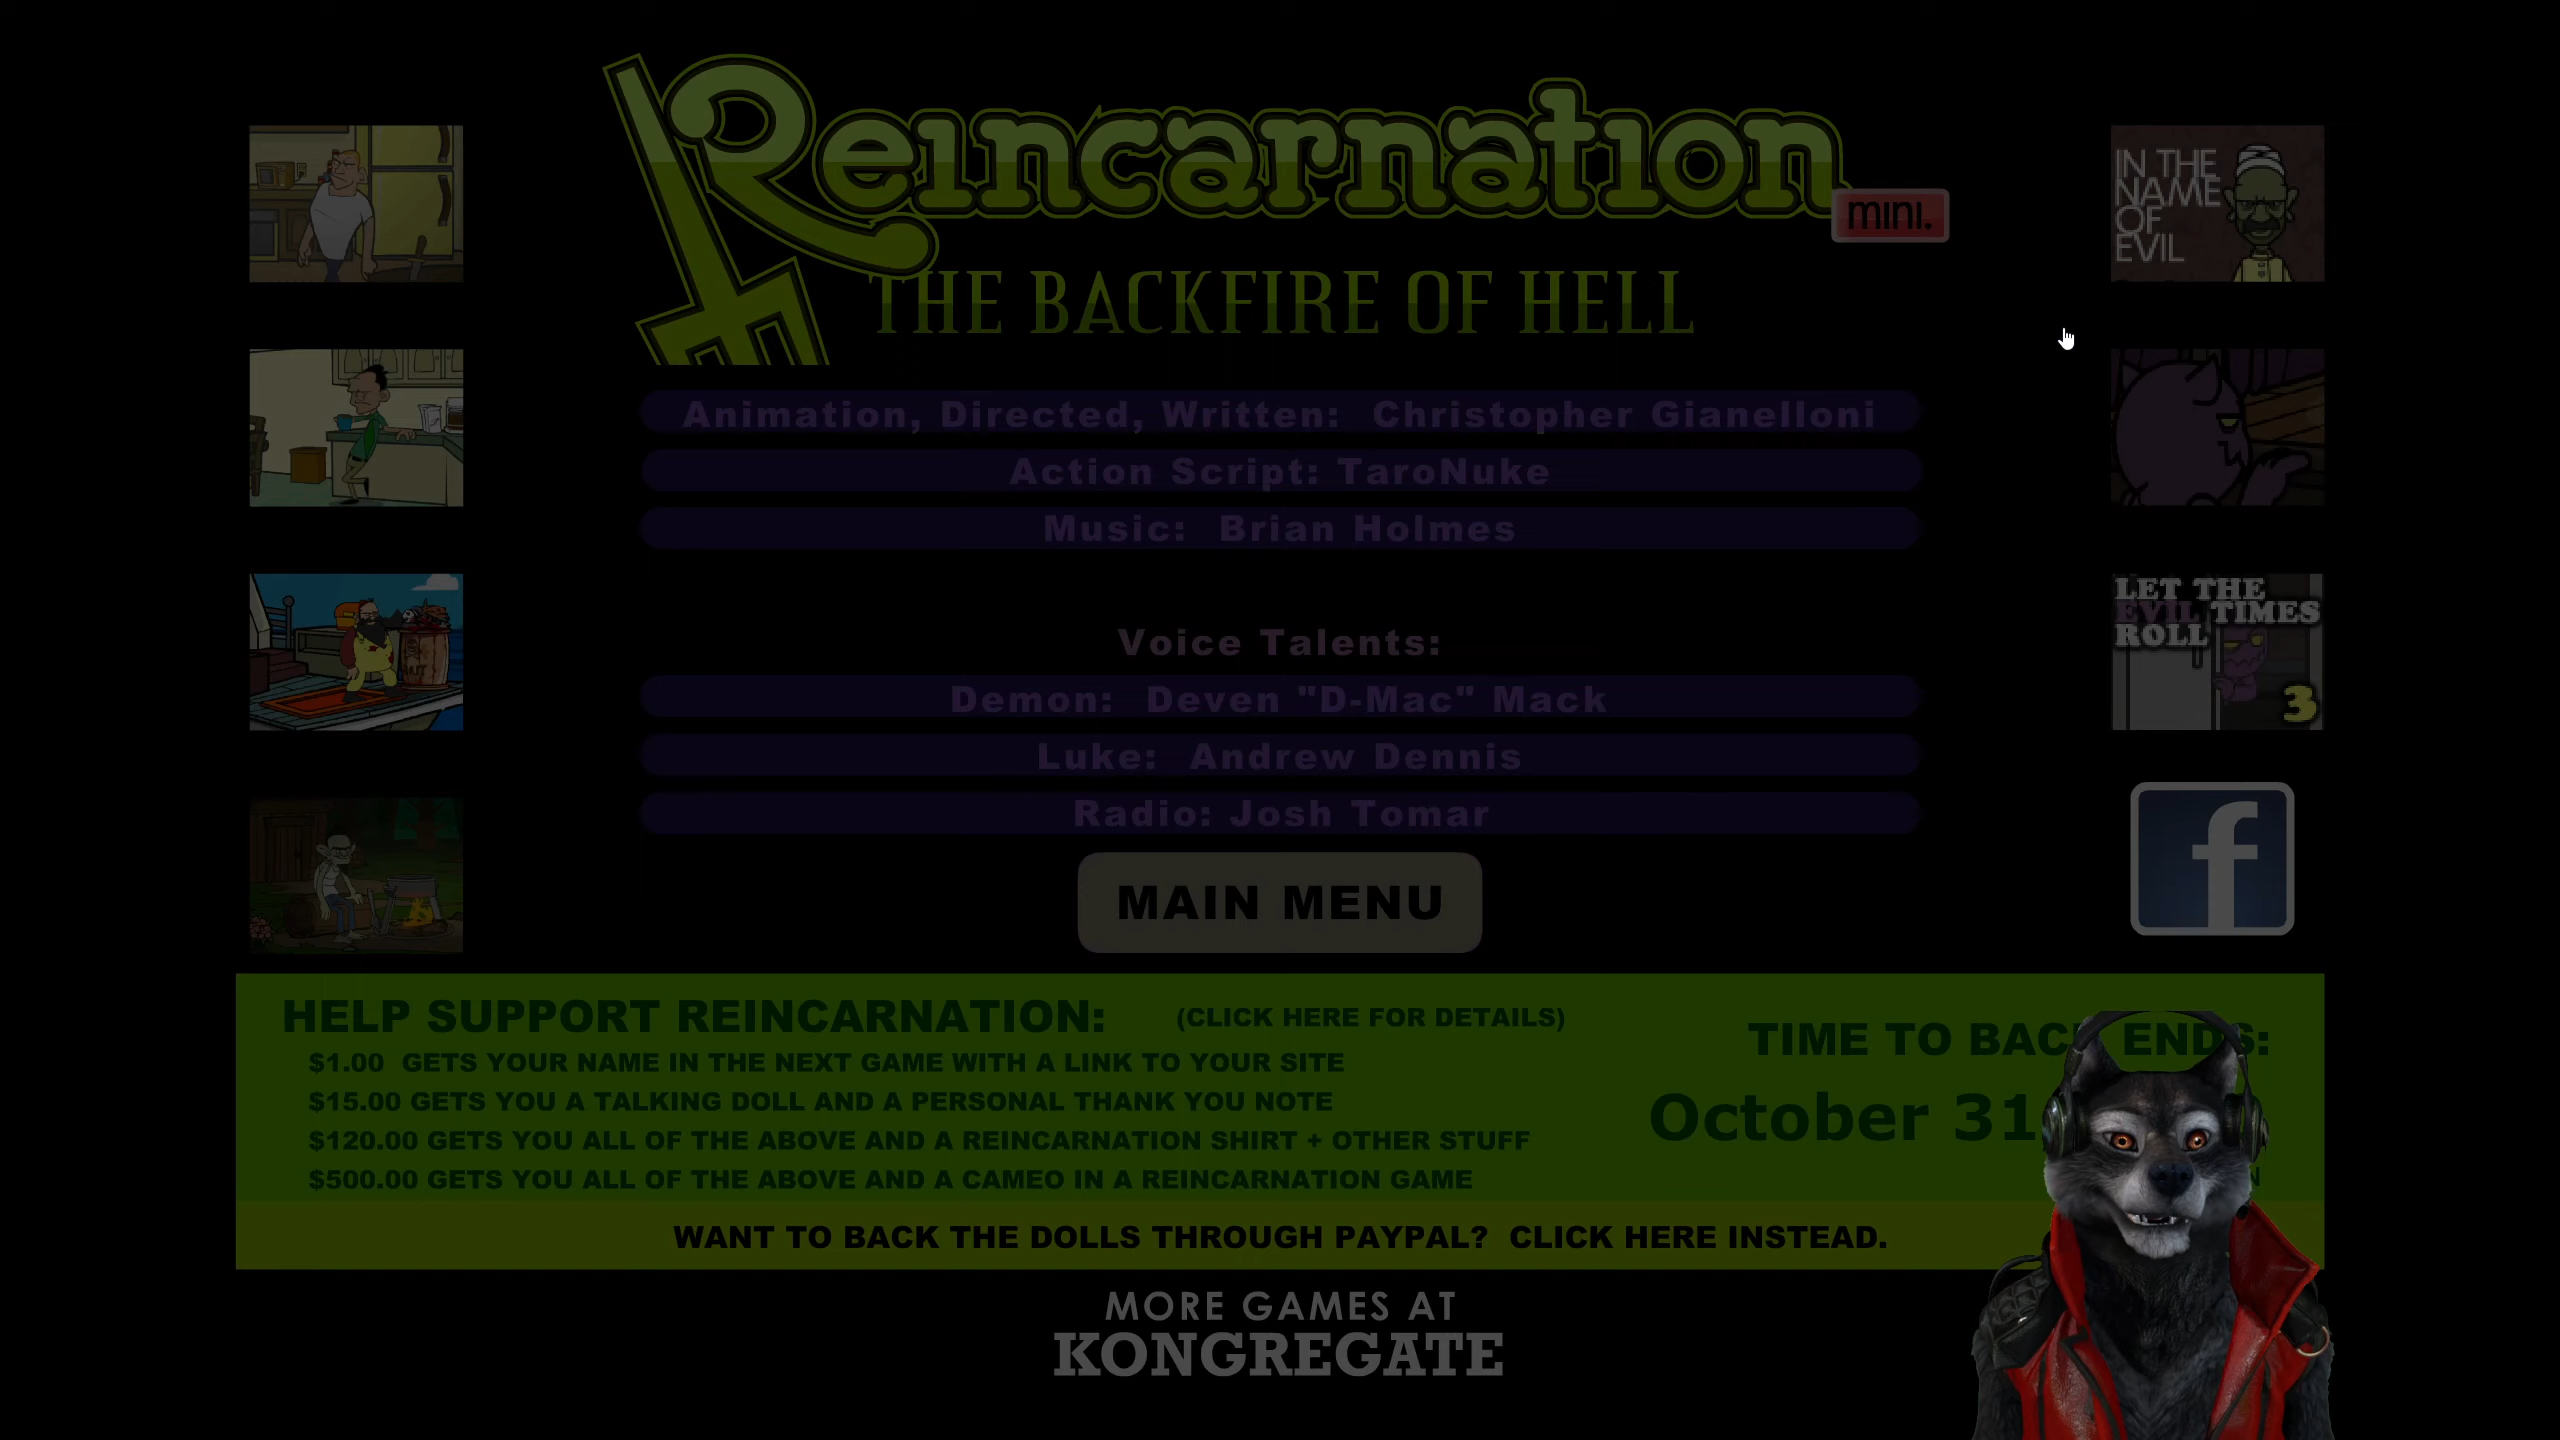 Reincarnation
mini.
THE BACKFIRE OF HELL
IN THE
NAME
OF
EVIL
Animation, Directed, Written: Christopher Gianelloni
Action Script: TaroNuke
Music: Brian Holmes
Voice Talents:
LET THE
EVIL TIMES
ROLL
3
Demon: Deven "D-Mac" Mack
Luke: Andrew Dennis
Radio: Josh Tomar
f
MAIN MENU
HELP SUPPORT REINCARNATION: (CLICK HERE FOR DETAILS)
$1.00 GETS YOUR NAME IN THE NEXT GAME WITH A LINK TO YOUR SITE
$15.00 GETS YOU A TALKING DOLL AND A PERSONAL THANK YOU NOTE
$120.00 GETS YOU ALL OF THE ABOVE AND A REINCARNATION SHIRT + OTHER STUFF
$500.00 GETS YOU ALL OF THE ABOVE AND A CAMEO IN A REINCARNATION GAME
TIME TO BACK ENDS:
October 31
WANT TO BACK THE DOLLS THROUGH PAYPAL? CLICK HERE INSTEAD.
MORE GAMES AT
KONGREGATE